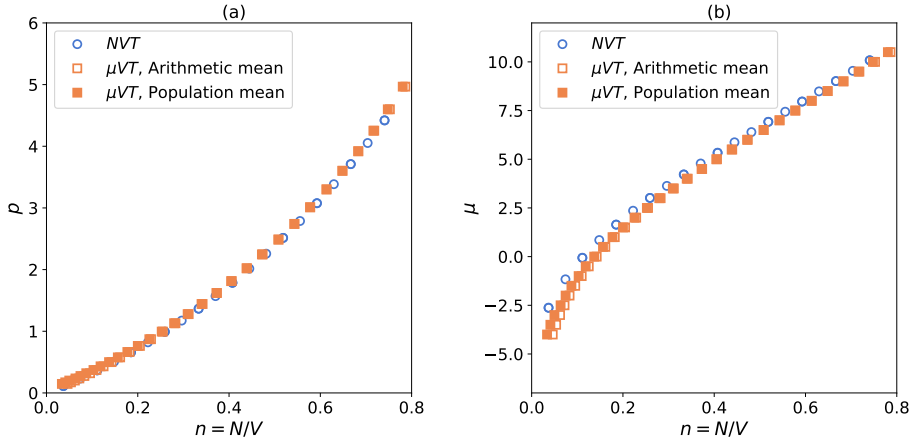 (a)
6
5
4
3
2
1
0
p
NVT
μVT, Arithmetic mean
μVT, Population mean
0.0 0.2 0.4 0.6 0.8
n = N/V
(b)
10.0
7.5
5.0
2.5
0.0
−2.5
−5.0
μ
NVT
μVT, Arithmetic mean
μVT, Population mean
0.0 0.2 0.4 0.6 0.8
n = N/V